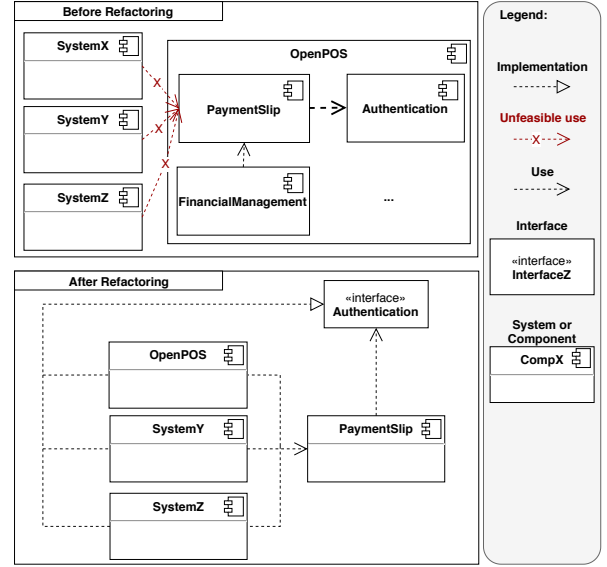 Before Refactoring
SystemX
SystemY
SystemZ
X
X
X
OpenPOS
PaymentSlip
Authentication
FinancialManagement
...
After Refactoring
«interface»
Authentication
OpenPOS
SystemY
SystemZ
PaymentSlip
Legend:
Implementation
Unfeasible use
X
Use
Interface
«interface»
InterfaceZ
System or
Component
CompX